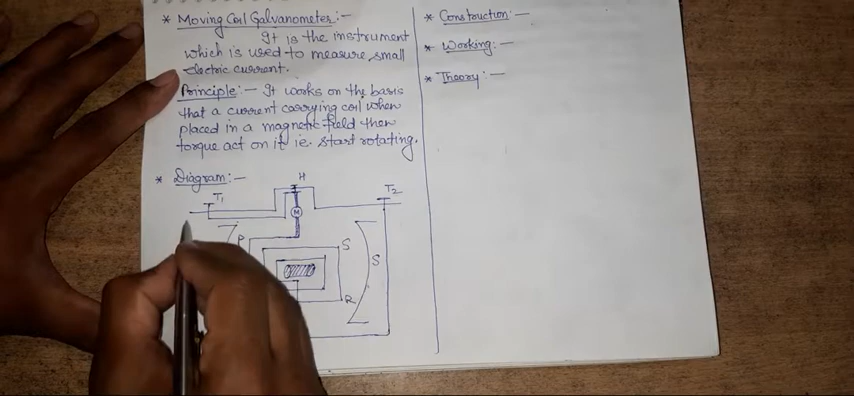 * Moving Coil Galvanometer:-
It is the instrument
which is used to measure small
electric current.
Principle:- It works on the basis
that a current carrying coil when
placed in a magnetic field then
torque act on it ie. start rotating.
* Diagram:-
H
T1
T2
M
P
S
S
R
* Construction:-
* Working:-
* Theory:-